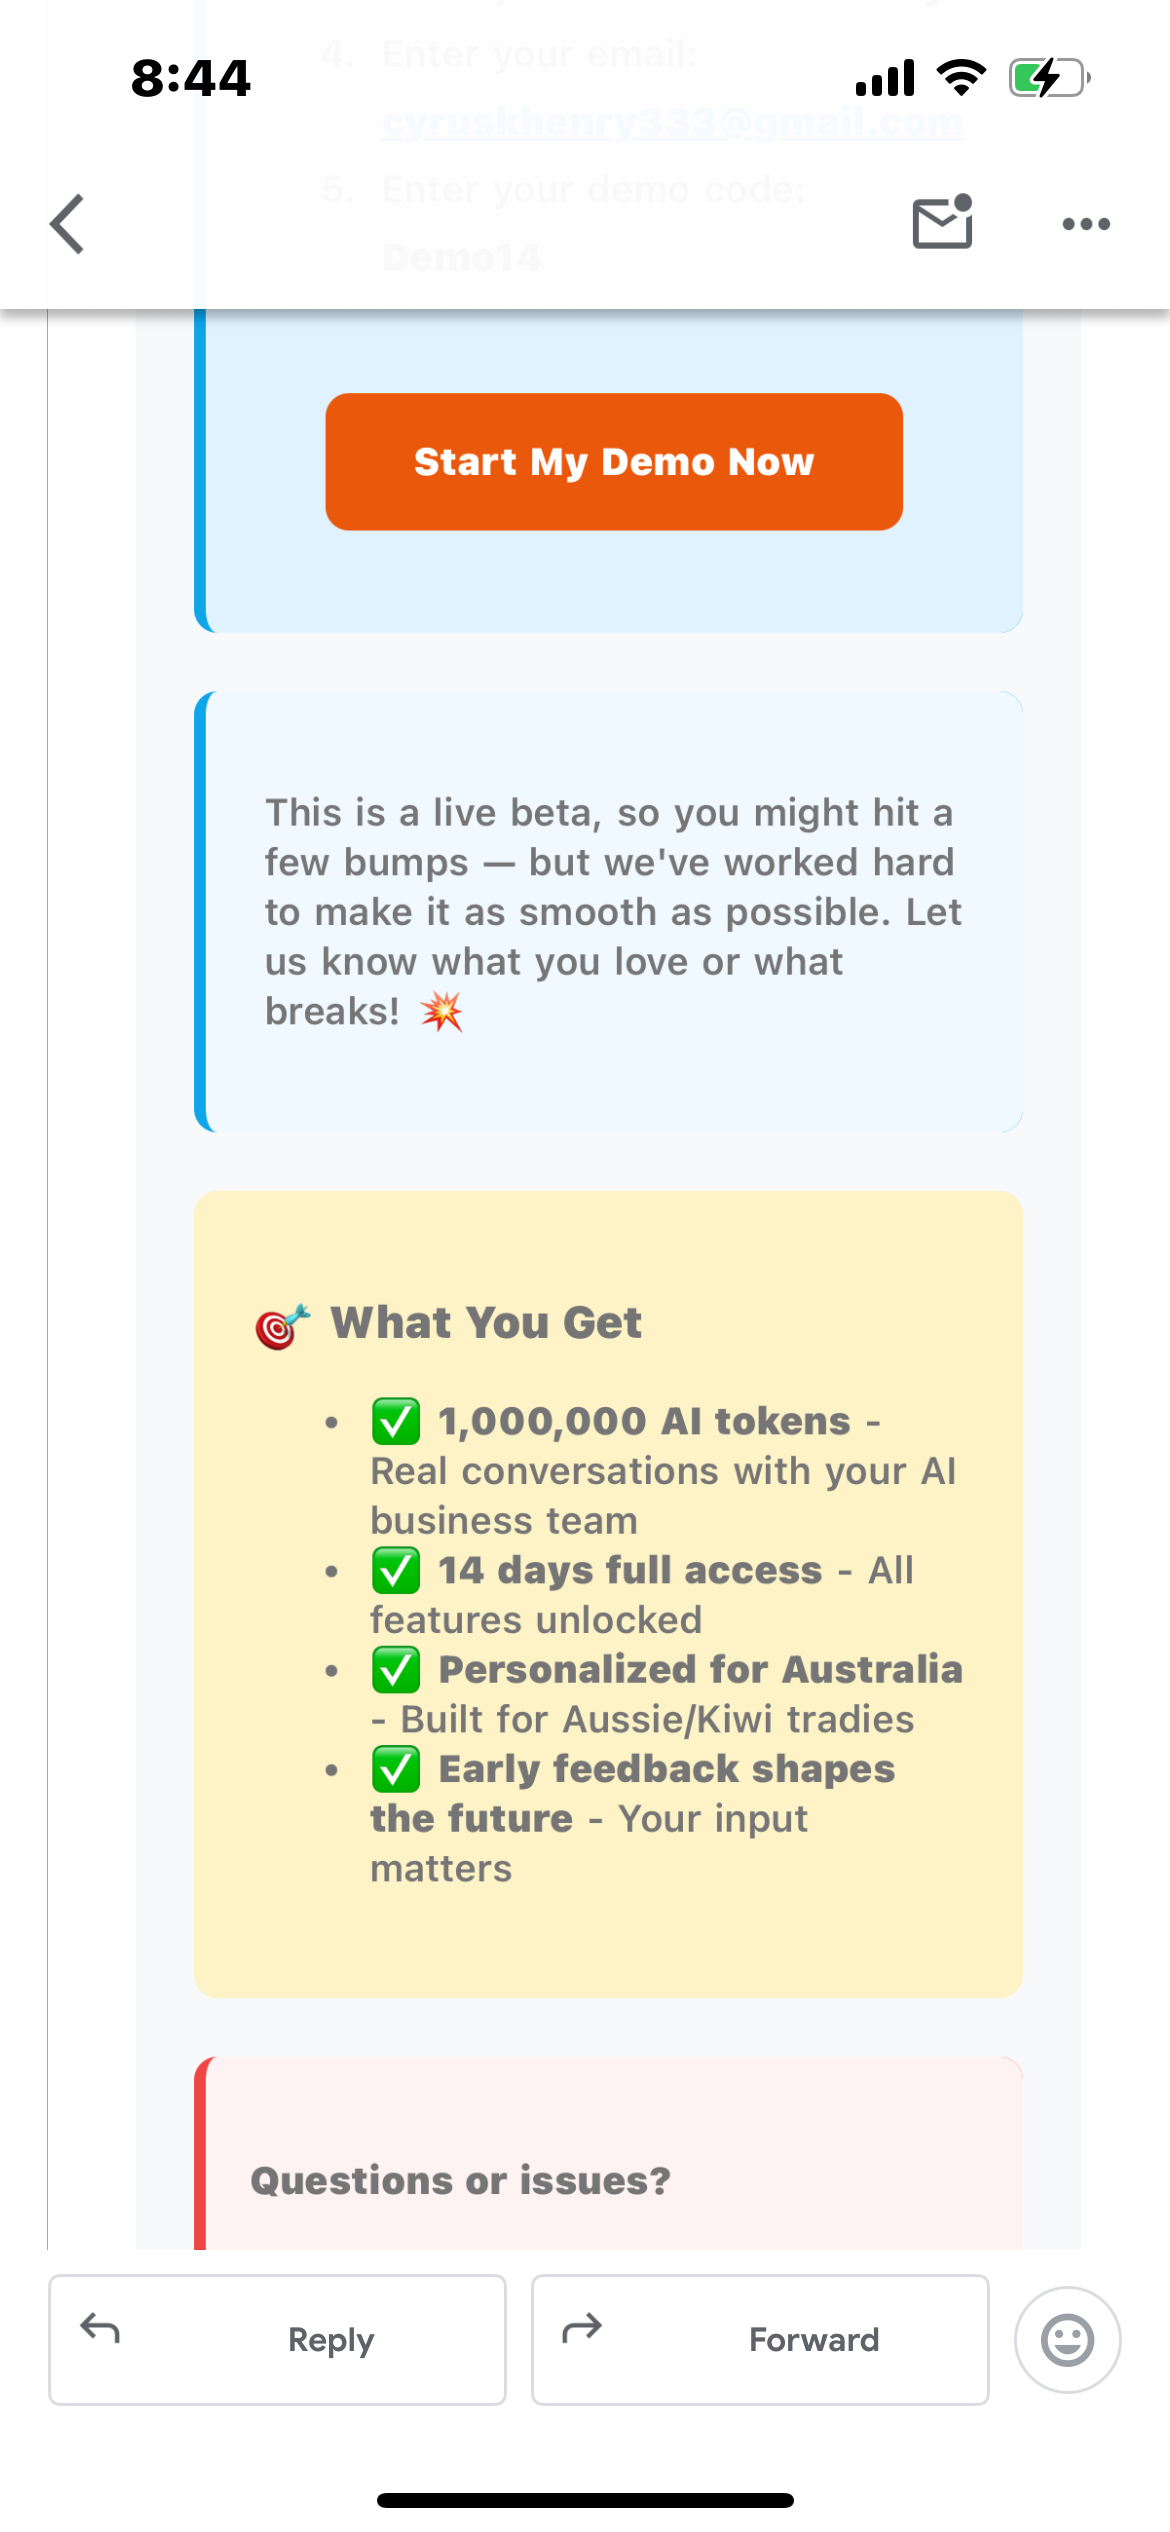 4. Enter your email:
8:44
cyruskhenry333@gmail.com
5. Enter your demo code:
Demo14
Start My Demo Now
This is a live beta, so you might hit a
few bumps — but we've worked hard
to make it as smooth as possible. Let
us know what you love or what
breaks! 💥
🎯 What You Get
• ✅ 1,000,000 AI tokens -
Real conversations with your AI
business team
• ✅ 14 days full access - All
features unlocked
• ✅ Personalized for Australia
- Built for Aussie/Kiwi tradies
• ✅ Early feedback shapes
the future - Your input
matters
Questions or issues?
Reply
Forward